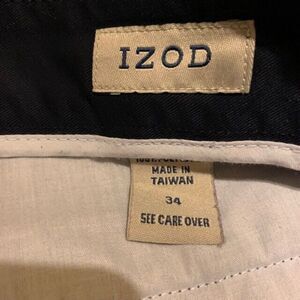 IZOD
MADE IN
TAIWAN
34
SEE CARE OVER